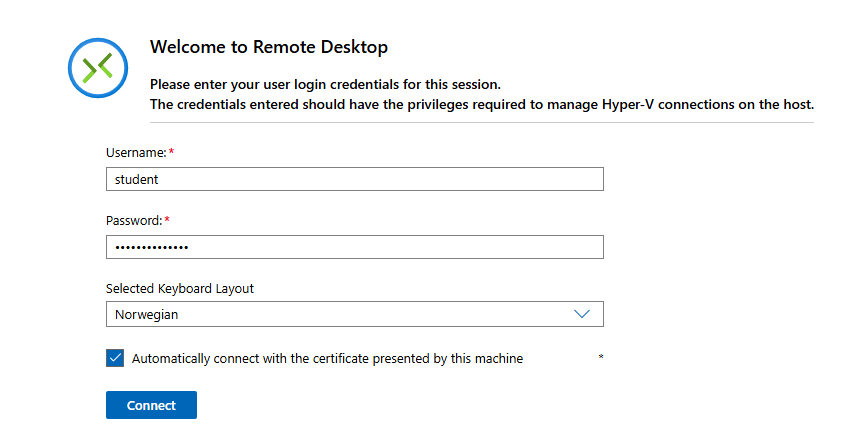 Welcome to Remote Desktop
Please enter your user login credentials for this session.
The credentials entered should have the privileges required to manage Hyper-V connections on the host.
Username:*
student
Password:*
••••••••••••••
Selected Keyboard Layout
Norwegian
Automatically connect with the certificate presented by this machine *
Connect